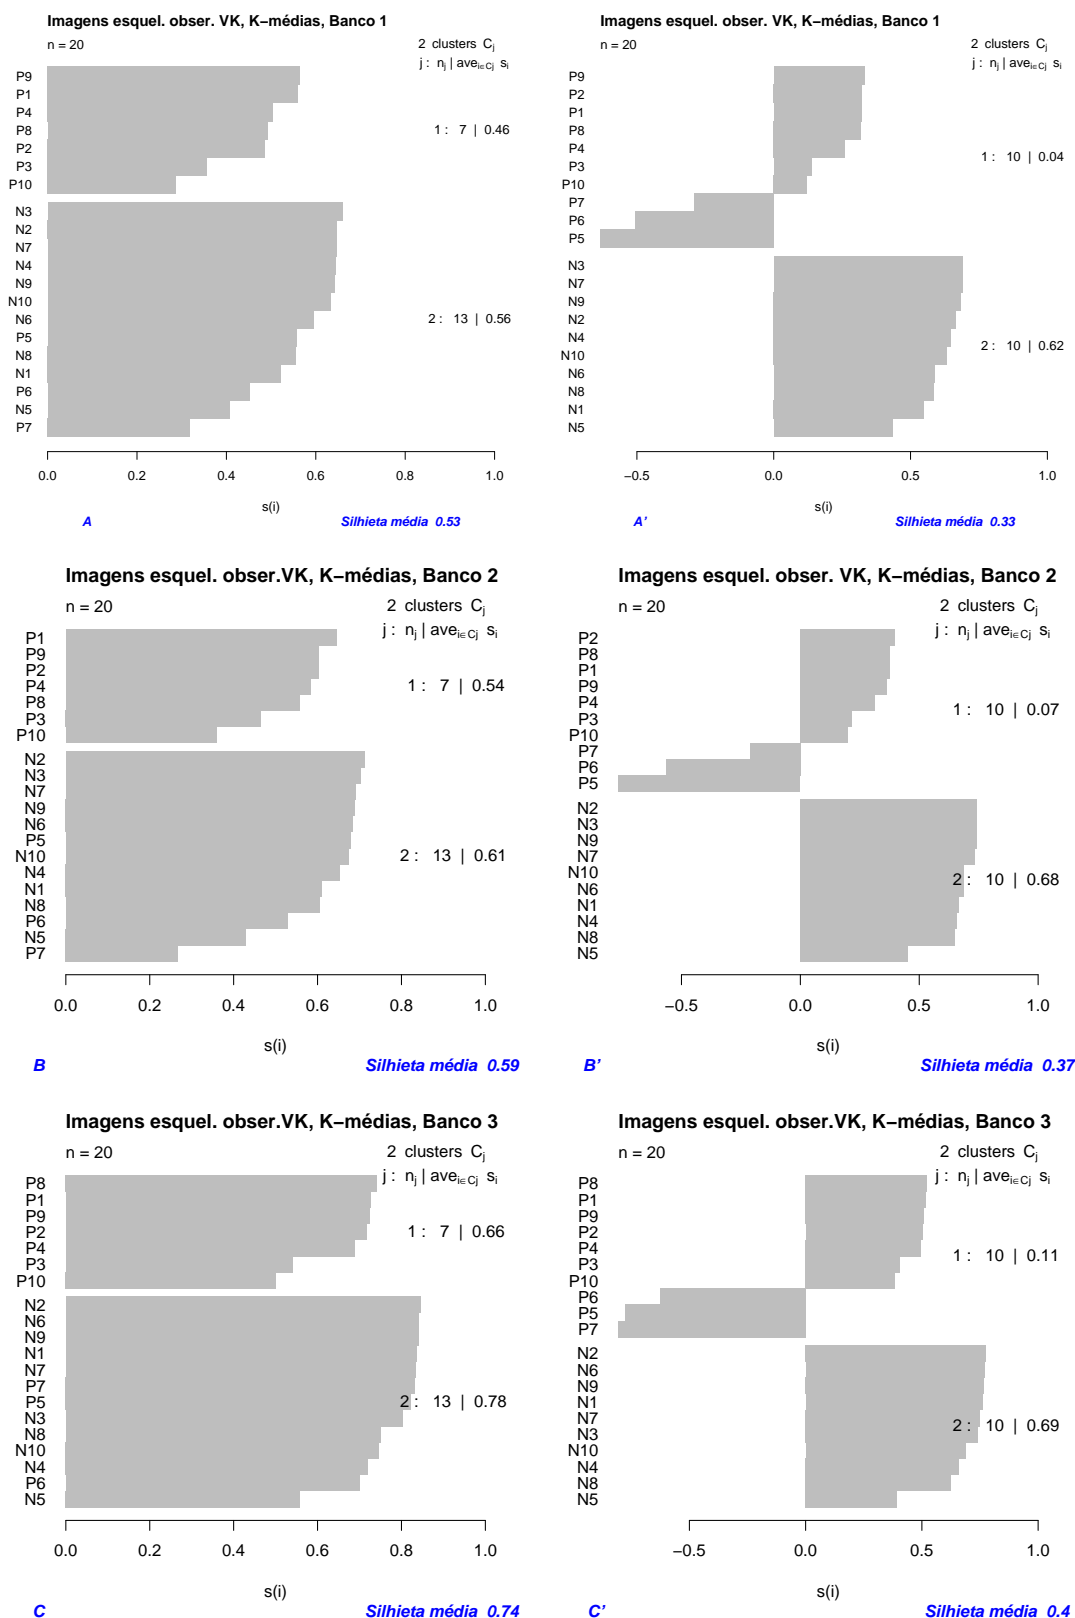 Imagens esquel. obser. VK, K−médias, Banco 1
n = 20
2 clusters Cj
j : nj | avei∈Cj si
P9
P1
P4
P8
P2
P3
P10
1 : 7 | 0.46
N3
N2
N7
N4
N9
N10
N6
P5
N8
N1
P6
N5
P7
2 : 13 | 0.56
0.0 0.2 0.4 0.6 0.8 1.0
s(i)
A
Silhieta média 0.53
Imagens esquel. obser. VK, K−médias, Banco 1
n = 20
2 clusters Cj
j : nj | avei∈Cj si
P9
P2
P1
P8
P4
P3
P10
P7
P6
P5
1 : 10 | 0.04
N3
N7
N9
N2
N4
N10
N6
N8
N1
N5
2 : 10 | 0.62
−0.5 0.0 0.5 1.0
s(i)
A’
Silhieta média 0.33
Imagens esquel. obser.VK, K−médias, Banco 2
n = 20
2 clusters Cj
j : nj | avei∈Cj si
P1
P9
P2
P4
P8
P3
P10
1 : 7 | 0.54
N2
N3
N7
N9
N6
P5
N10
N4
N1
N8
P6
N5
P7
2 : 13 | 0.61
0.0 0.2 0.4 0.6 0.8 1.0
s(i)
B
Silhieta média 0.59
Imagens esquel. obser. VK, K−médias, Banco 2
n = 20
2 clusters Cj
j : nj | avei∈Cj si
P2
P8
P1
P9
P4
P3
P10
P7
P6
P5
1 : 10 | 0.07
N2
N3
N9
N7
N10
N6
N1
N4
N8
N5
2 : 10 | 0.68
−0.5 0.0 0.5 1.0
s(i)
B’
Silhieta média 0.37
Imagens esquel. obser.VK, K−médias, Banco 3
n = 20
2 clusters Cj
j : nj | avei∈Cj si
P8
P1
P9
P2
P4
P3
P10
1 : 7 | 0.66
N2
N6
N9
N1
N7
P7
P5
N3
N8
N10
N4
P6
N5
2 : 13 | 0.78
0.0 0.2 0.4 0.6 0.8 1.0
s(i)
C
Silhieta média 0.74
Imagens esquel. obser.VK, K−médias, Banco 3
n = 20
2 clusters Cj
j : nj | avei∈Cj si
P8
P1
P9
P2
P4
P3
P10
P6
P5
P7
1 : 10 | 0.11
N2
N6
N9
N1
N7
N3
N10
N4
N8
N5
2 : 10 | 0.69
−0.5 0.0 0.5 1.0
s(i)
C’
Silhieta média 0.4